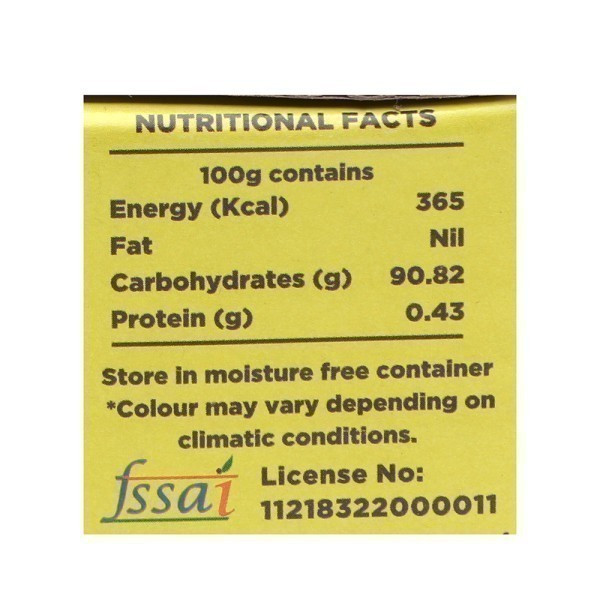 NUTRITIONAL FACTS
100g contains
Energy (Kcal) 365
Fat Nil
Carbohydrates (g) 90.82
Protein (g) 0.43
Store in moisture free container
*Colour may vary depending on
climatic conditions.
fssai License No:
11218322000011